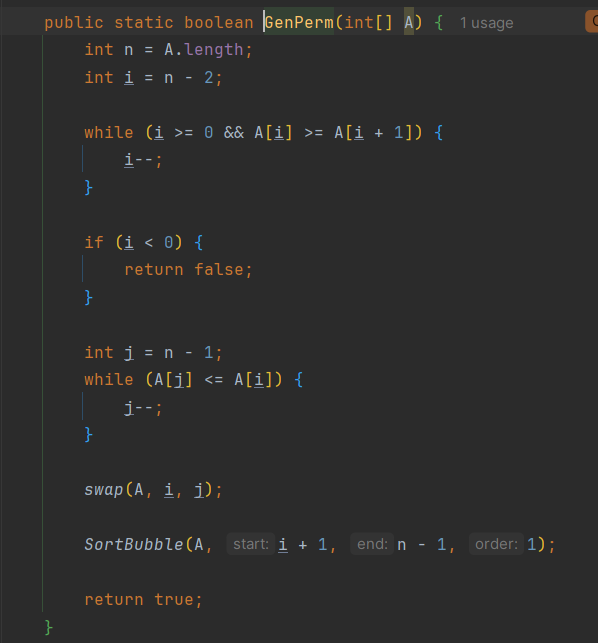 public static boolean GenPerm(int[] A) { 1 usage
int n = A.length;
int i = n - 2;
while (i >= 0 && A[i] >= A[i + 1]) {
i--;
}
if (i < 0) {
return false;
}
int j = n - 1;
while (A[j] <= A[i]) {
j--;
}
swap(A, i, j);
SortBubble(A, start: i + 1, end: n - 1, order: 1);
return true;
}